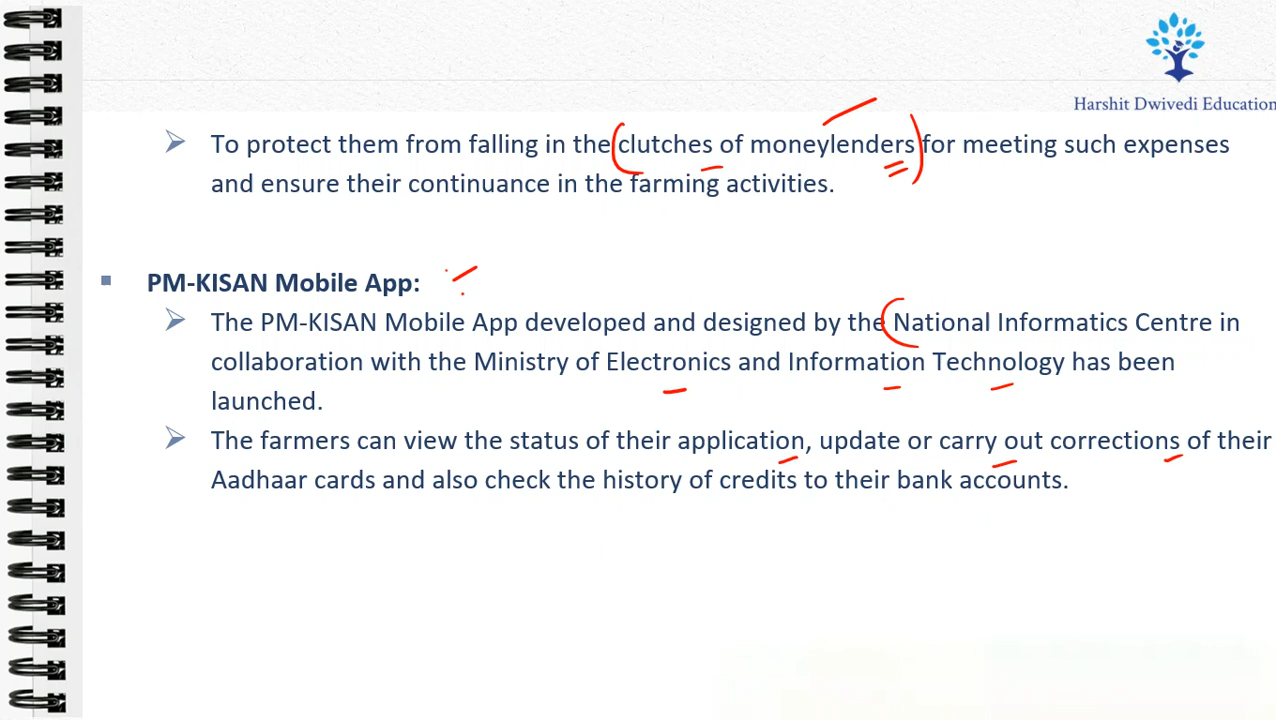 Harshit Dwivedi Education
To protect them from falling in the clutches of moneylenders for meeting such expenses
and ensure their continuance in the farming activities.
PM-KISAN Mobile App:
The PM-KISAN Mobile App developed and designed by the National Informatics Centre in
collaboration with the Ministry of Electronics and Information Technology has been
launched.
The farmers can view the status of their application, update or carry out corrections of their
Aadhaar cards and also check the history of credits to their bank accounts.